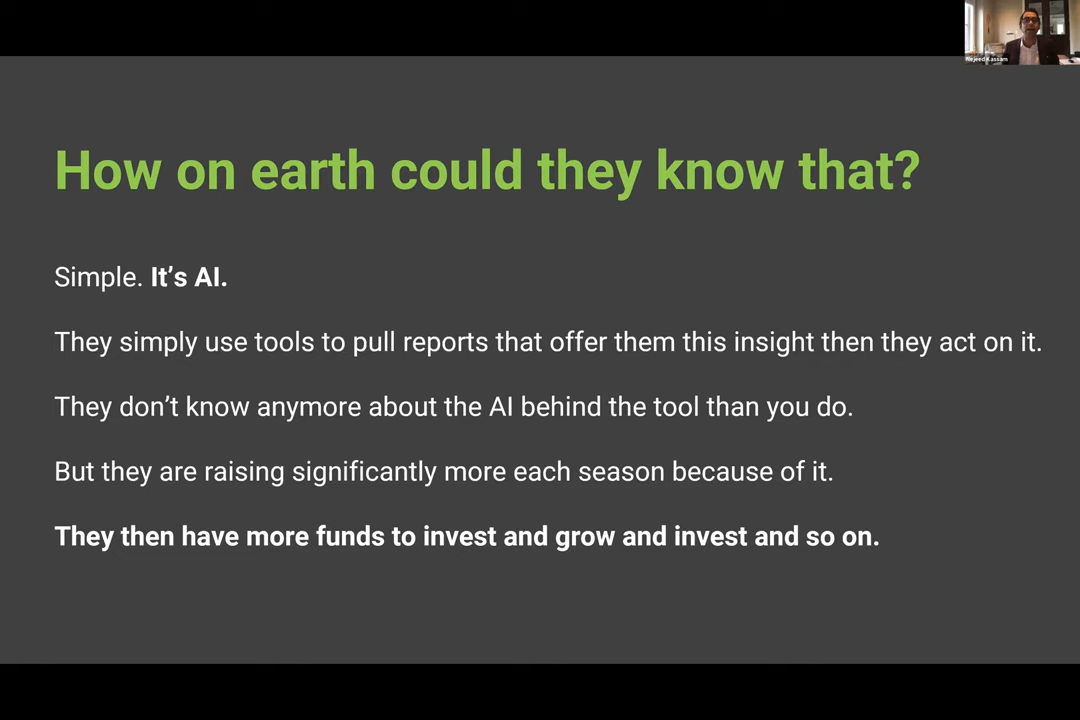 Nejeed Kassam
How on earth could they know that?
Simple. It's AI.
They simply use tools to pull reports that offer them this insight then they act on it.
They don't know anymore about the AI behind the tool than you do.
But they are raising significantly more each season because of it.
They then have more funds to invest and grow and invest and so on.